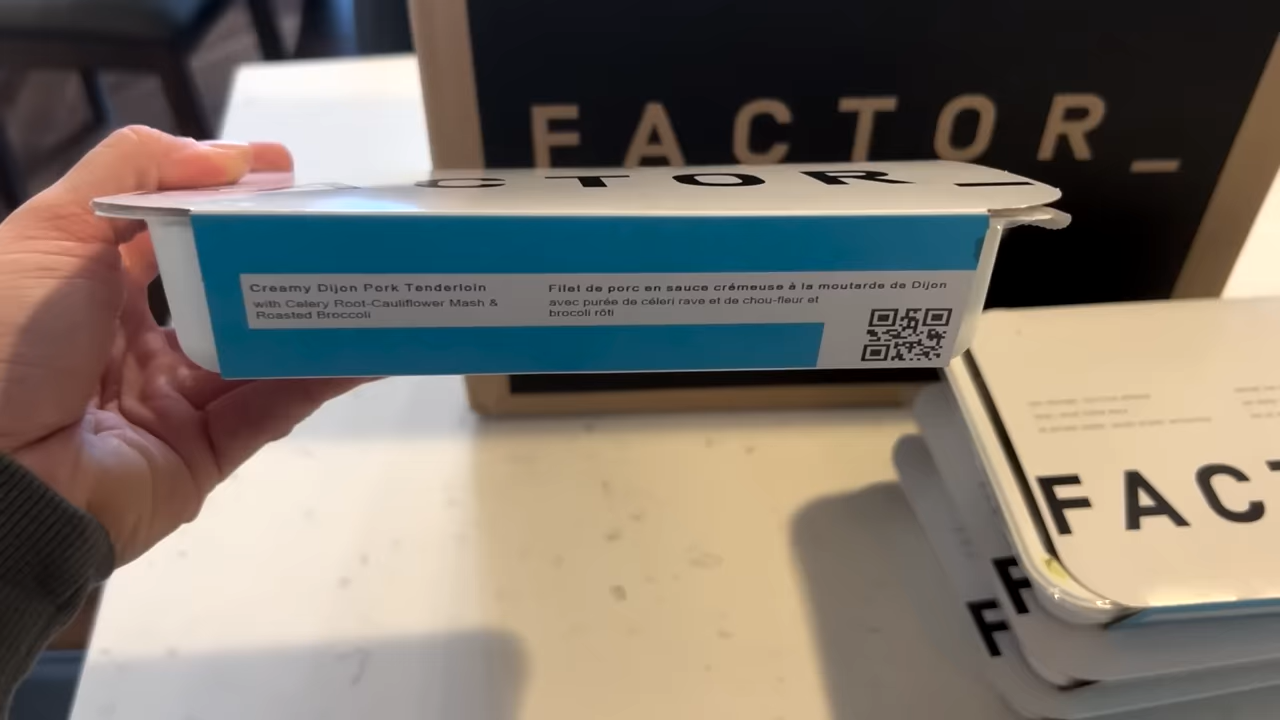 FACTOR_
CTOR_
Creamy Dijon Pork Tenderloin
with Celery Root-Cauliflower Mash &
Roasted Broccoli
Filet de porc en sauce crémeuse à la moutarde de Dijon
avec purée de céleri rave et de chou-fleur et
brocoli rôti
FACT
F
F